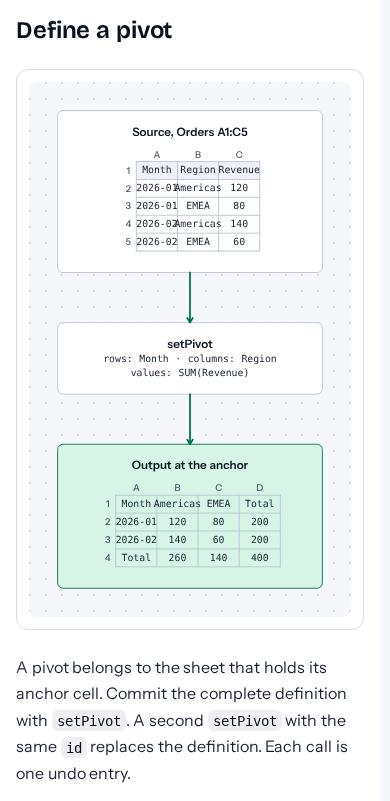 Define a pivot
Source, Orders A1:C5
A B C
1 Month Region Revenue
2 2026-01 Americas 120
3 2026-01 EMEA 80
4 2026-02 Americas 140
5 2026-02 EMEA 60
setPivot
rows: Month · columns: Region
values: SUM(Revenue)
Output at the anchor
A B C D
1 Month Americas EMEA Total
2 2026-01 120 80 200
3 2026-02 140 60 200
4 Total 260 140 400
A pivot belongs to the sheet that holds its
anchor cell. Commit the complete definition
with setPivot. A second setPivot with the
same id replaces the definition. Each call is
one undo entry.